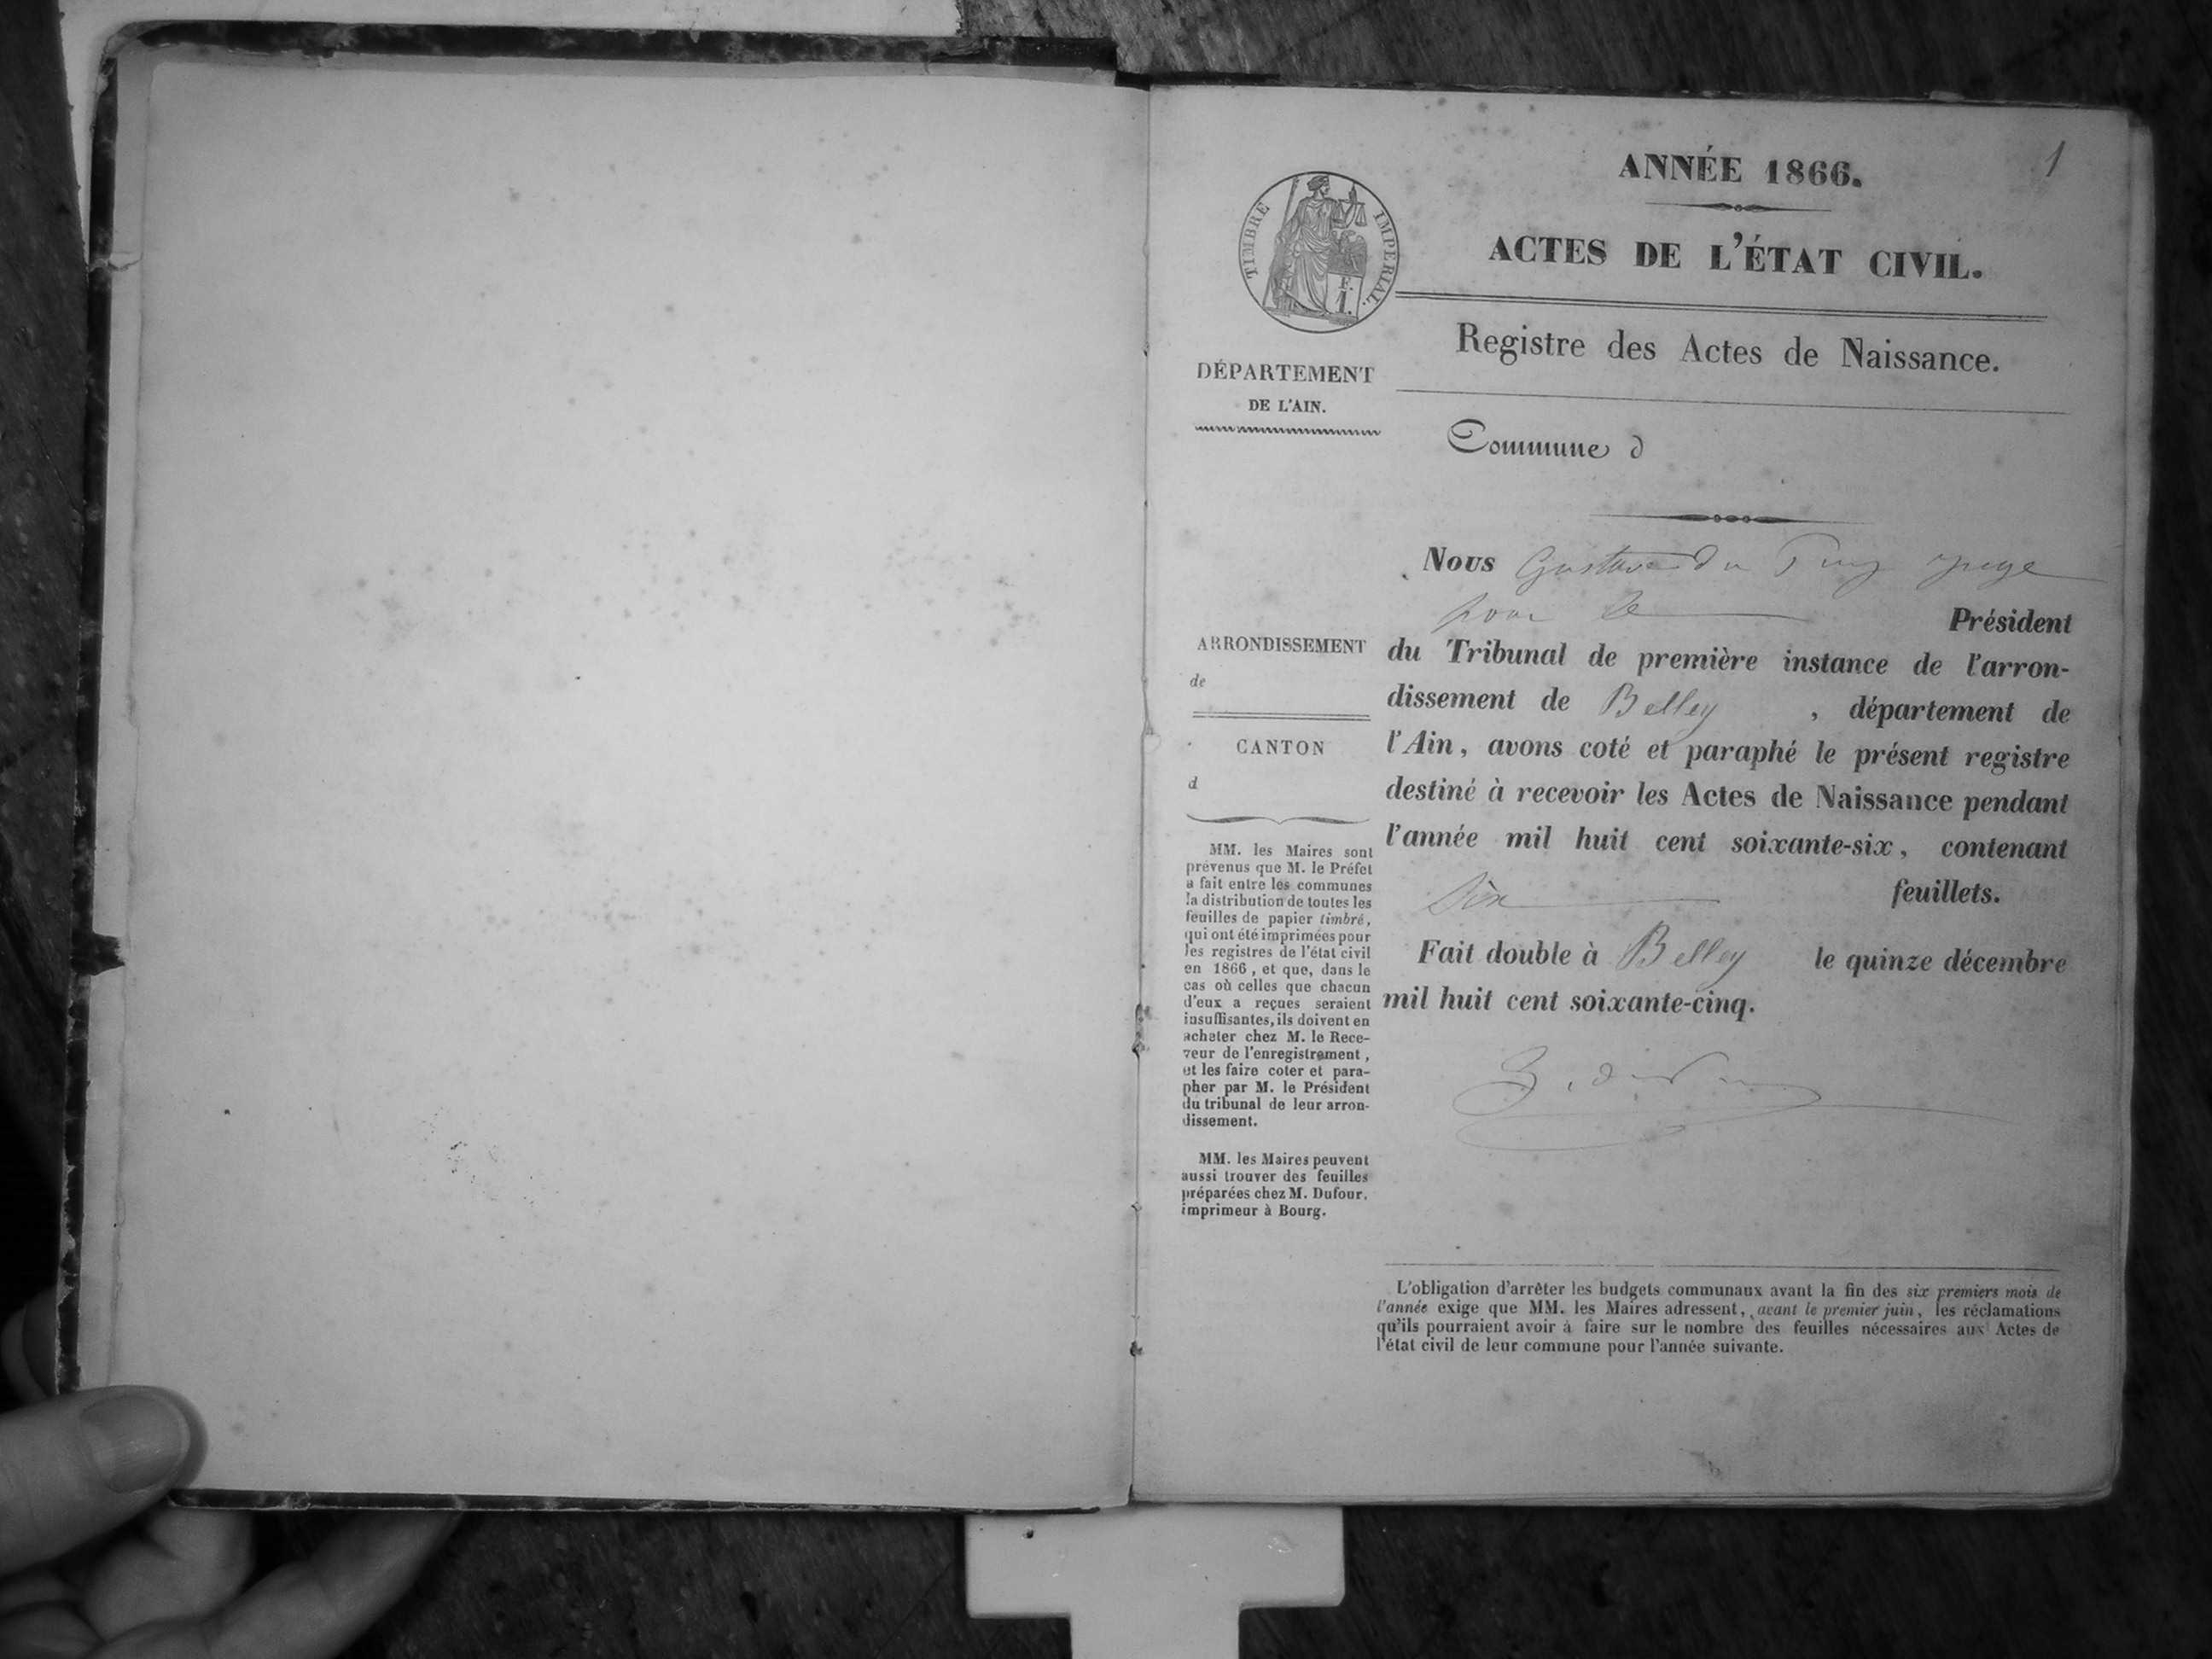 1
ANNÉE 1866.
TIMBRE IMPERIAL.
F.
1.
ACTES DE L'ÉTAT CIVIL.
Registre des Actes de Naissance.
DÉPARTEMENT
DE L'AIN.
Commune d
Nous Gustave du Puy juge
pour le Président
du Tribunal de première instance de l'arron-
dissement de Belley , département de
l'Ain, avons coté et paraphé le présent registre
destiné à recevoir les Actes de Naissance pendant
l'année mil huit cent soixante-six, contenant
feuillets.
Fait double à Belley le quinze décembre
mil huit cent soixante-cinq.
ARRONDISSEMENT
de
CANTON
d
MM. les Maires sont
prévenus que M. le Préfet
a fait entre les communes
la distribution de toutes les
feuilles de papier timbré,
qui ont été imprimées pour
les registres de l'état civil
en 1866, et que, dans le
cas où celles que chacun
d'eux a reçues seraient
insuffisantes, ils doivent en
acheter chez M. le Rece-
veur de l'enregistrement,
et les faire coter et para-
pher par M. le Président
du tribunal de leur arron-
dissement.
MM. les Maires peuvent
aussi trouver des feuilles
préparées chez M. Dufour,
imprimeur à Bourg.
L'obligation d'arrêter les budgets communaux avant la fin des six premiers mois de
l'année exige que MM. les Maires adressent, avant le premier juin, les réclamations
qu'ils pourraient avoir à faire sur le nombre des feuilles nécessaires aux Actes de
l'état civil de leur commune pour l'année suivante.